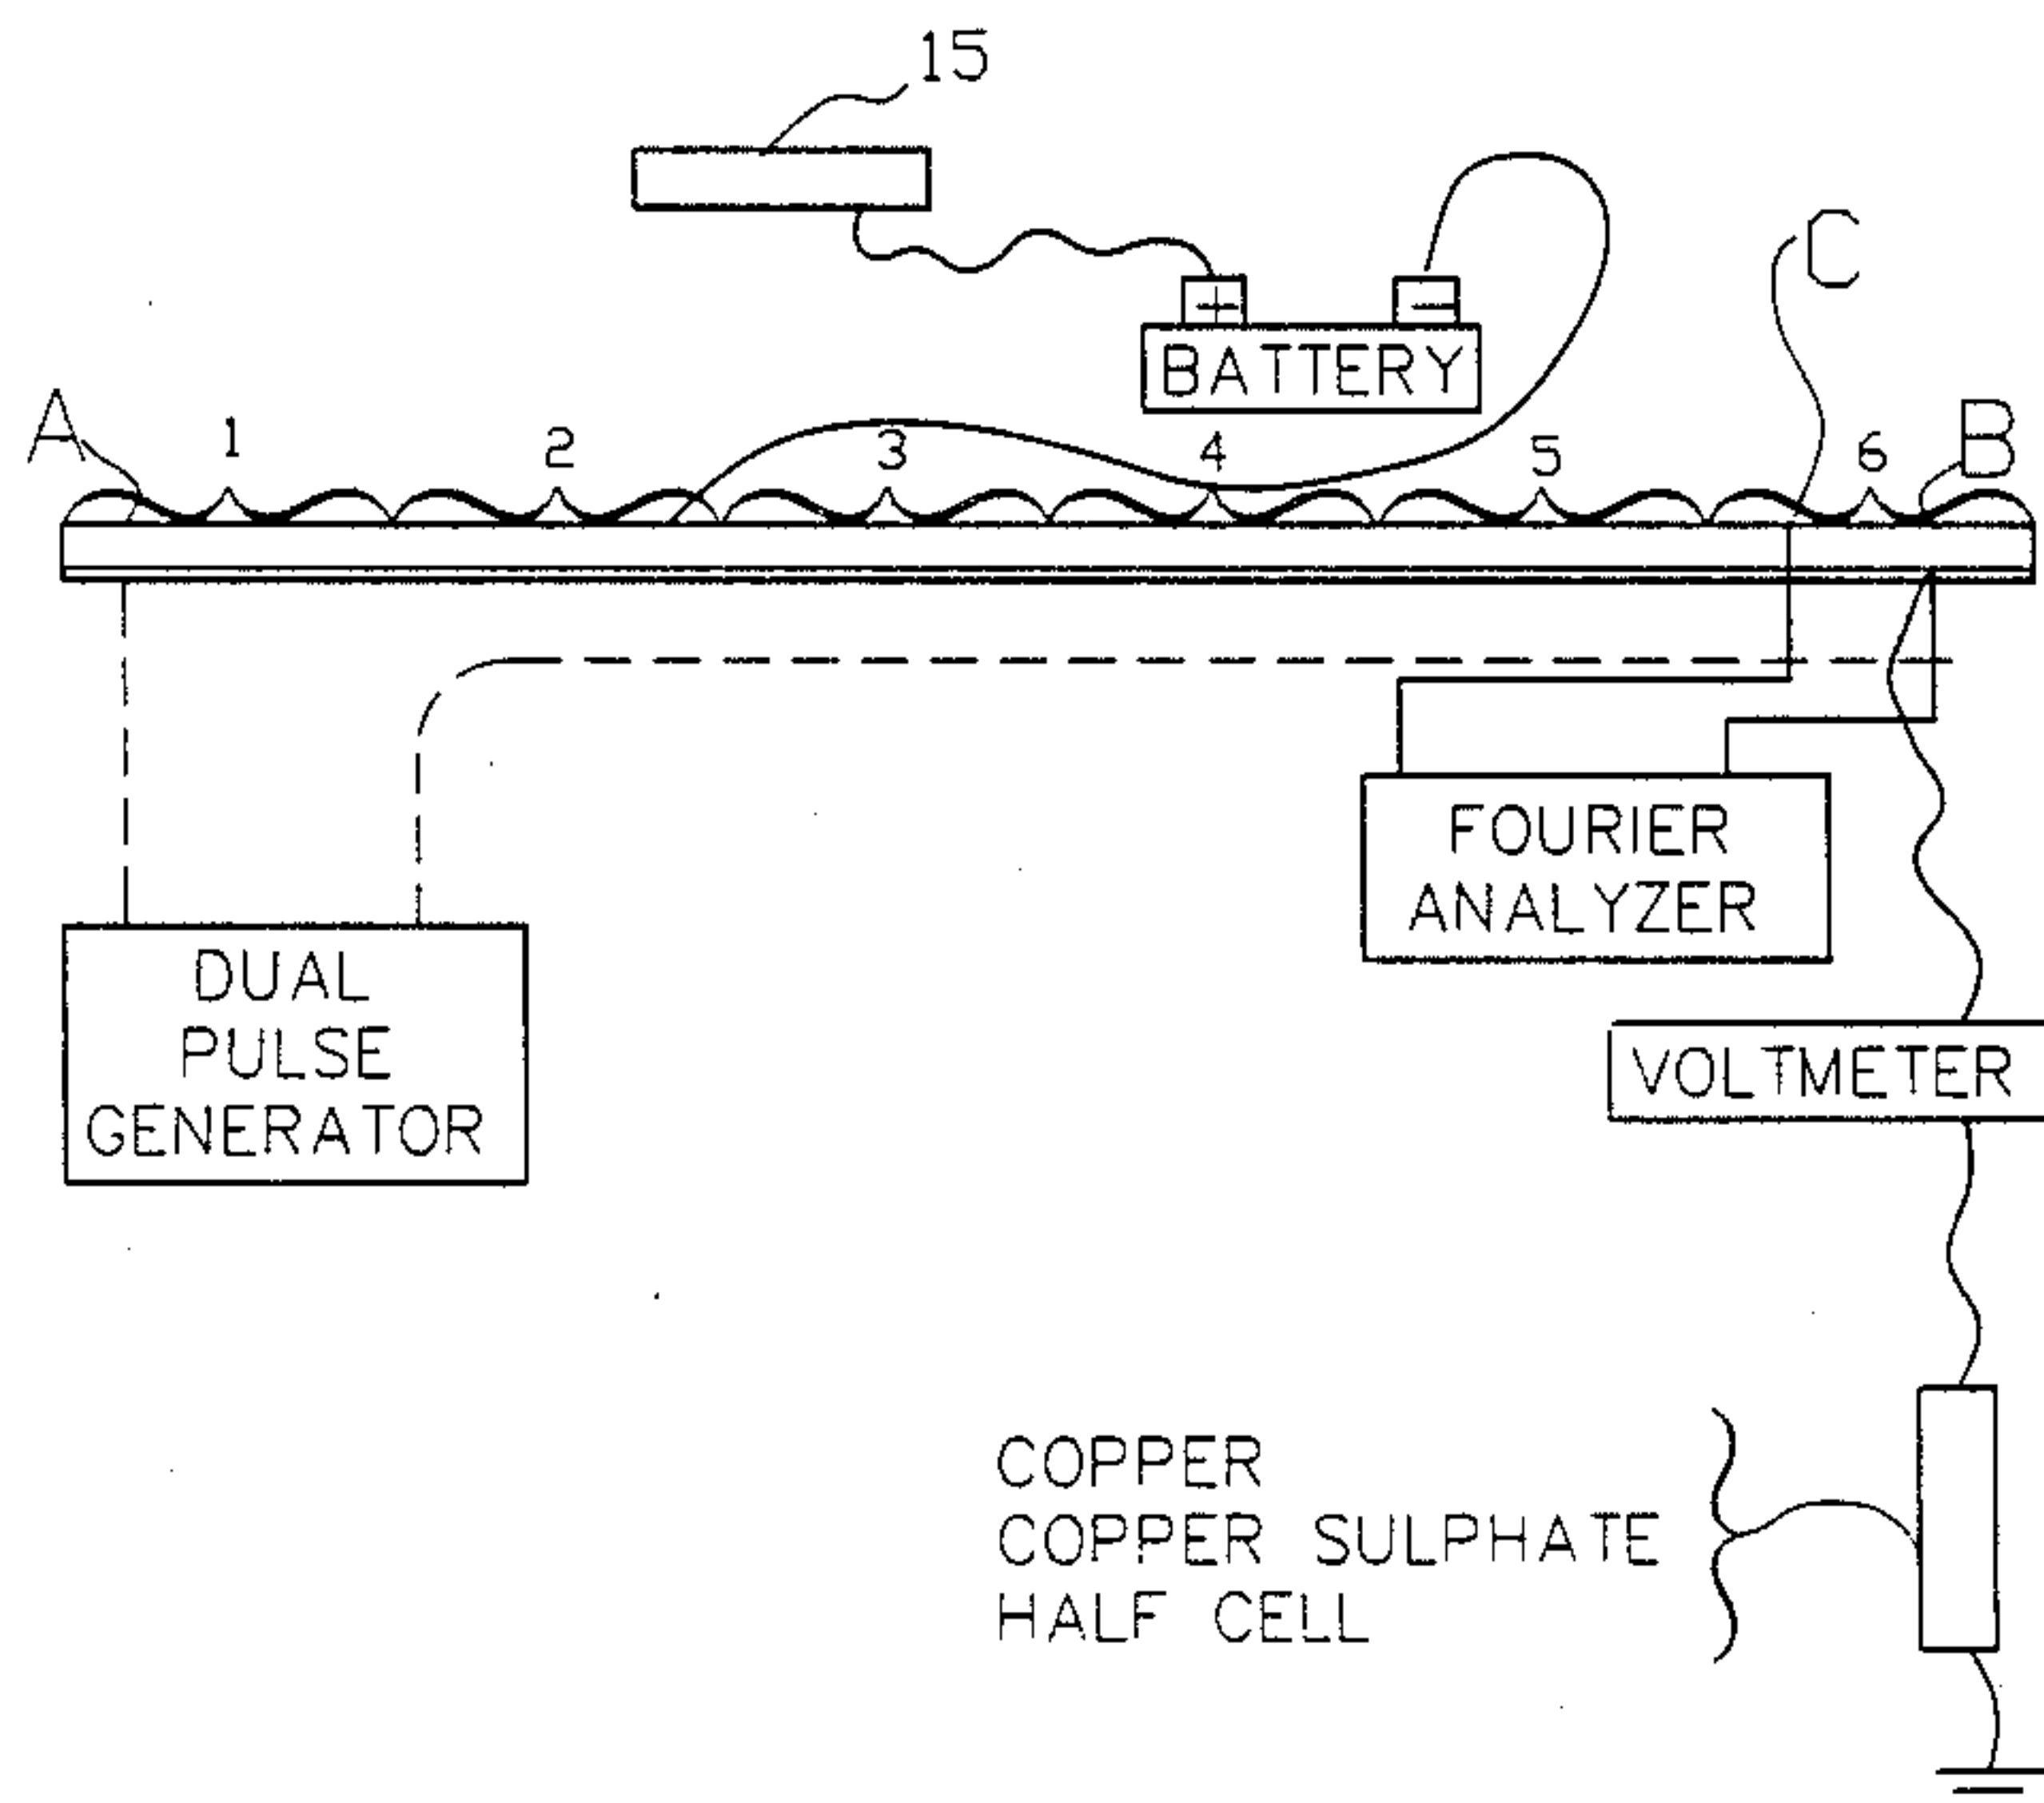 15
C
+ −
BATTERY
A 1 2 3 4 5 6 B
FOURIER
ANALYZER
DUAL
PULSE
GENERATOR
VOLTMETER
COPPER
COPPER SULPHATE
HALF CELL